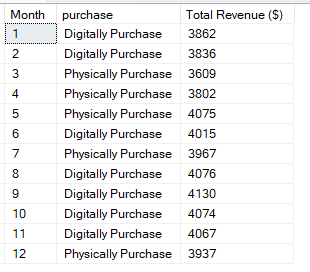 Month purchase Total Revenue ($)
1 Digitally Purchase 3862
2 Digitally Purchase 3836
3 Physically Purchase 3609
4 Physically Purchase 3802
5 Physically Purchase 4075
6 Digitally Purchase 4015
7 Physically Purchase 3967
8 Digitally Purchase 4076
9 Digitally Purchase 4130
10 Digitally Purchase 4074
11 Digitally Purchase 4067
12 Physically Purchase 3937